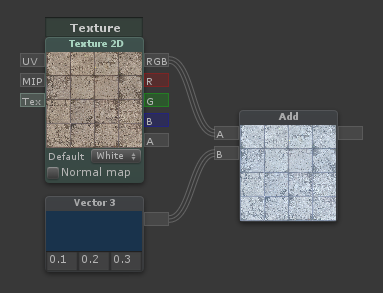 Texture
Texture 2D
UV
RGB
MIP
R
Tex
G
B
A
Default
White
Normal map
Vector 3
0.1
0.2
0.3
Add
A
B